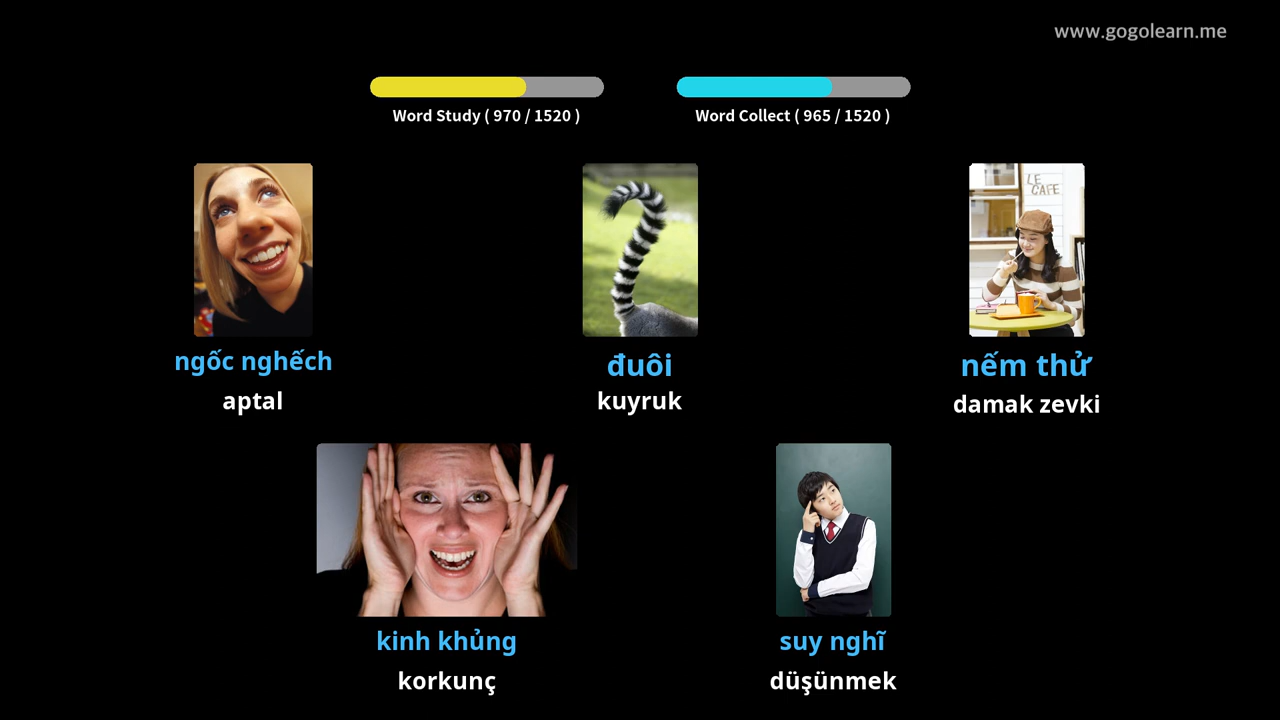 www.gogolearn.me
Word Study ( 970 / 1520 )
Word Collect ( 965 / 1520 )
LE
CAFE
ngốc nghếch
đuôi
nếm thử
aptal
kuyruk
damak zevki
kinh khủng
suy nghĩ
korkunç
düşünmek